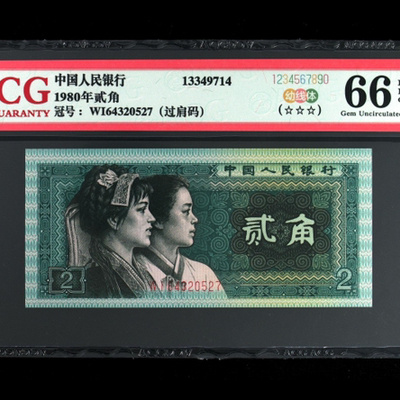 CG
UARANTY
中国人民银行
1980年贰角
冠号：WI64320527（过肩码）
13349714
1234567890
幼线体
(☆☆☆)
66
Gem Uncirculated
中国人民银行
贰角
2
WI64320527
2